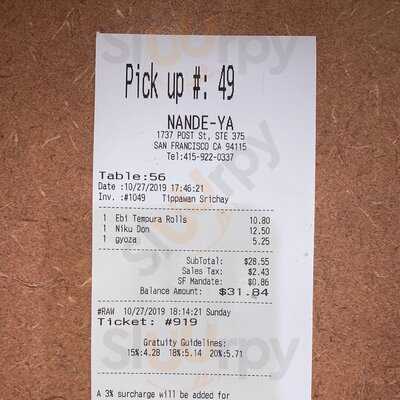 Pick up #: 49
NANDE-YA
1737 POST St, STE 375
SAN FRANCISCO CA 94115
Tel:415-922-0337
Table:56
Date :10/27/2019 17:46:21
Inv. :#1049 Tippawan Srichay
1 Ebi Tempura Rolls 10.80
1 Niku Don 12.50
1 gyoza 5.25
SubTotal: $28.55
Sales Tax: $2.43
SF Mandate: $0.86
Balance Amount: $31.84
#RAW 10/27/2019 18:14:21 Sunday
Ticket: #919
Gratuity Guidelines:
15%:4.28 18%:5.14 20%:5.71
A 3% surcharge will be added for